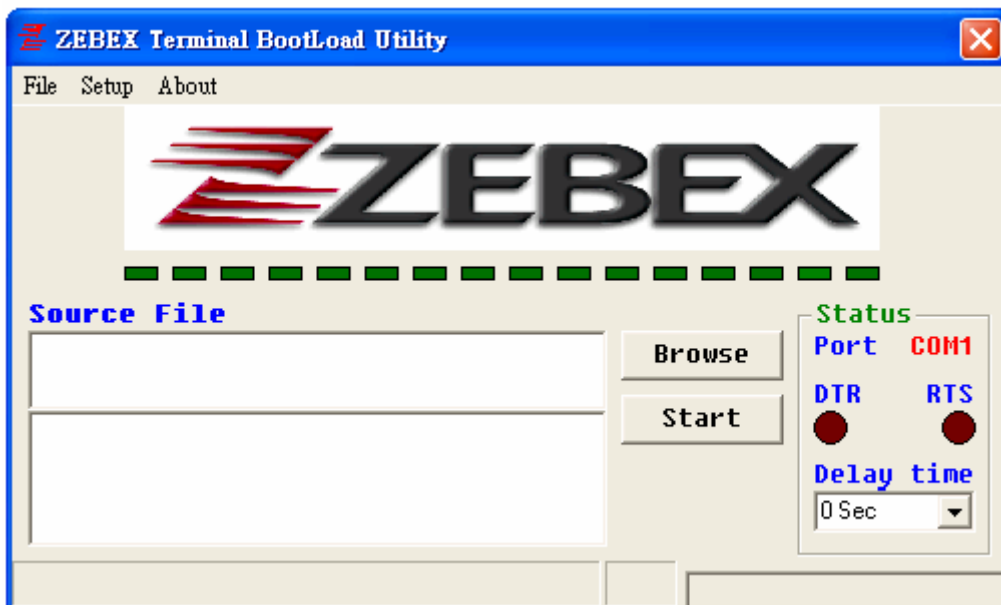 ZEBEX Terminal BootLoad Utility
File Setup About
ZEBEX
Source File
Browse
Start
Status
Port COM1
DTR RTS
Delay time
0 Sec